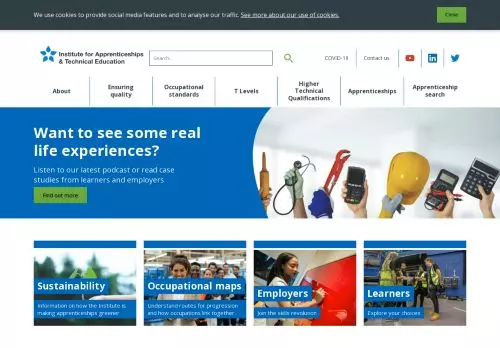 We use cookies to provide social media features and to analyse our traffic. See more about our use of cookies.
Close
Institute for Apprenticeships
& Technical Education
Search...
COVID-19
Contact us
About
Ensuring
quality
Occupational
standards
T Levels
Higher
Technical
Qualifications
Apprenticeships
Apprenticeship
search
Want to see some real
life experiences?
Listen to our latest podcast or read case
studies from learners and employers
Find out more
Sustainability
Information on how the Institute is
making apprenticeships greener
Occupational maps
Understand routes for progression
and how occupations link together
Employers
Join the skills revolution
Learners
Explore your choices